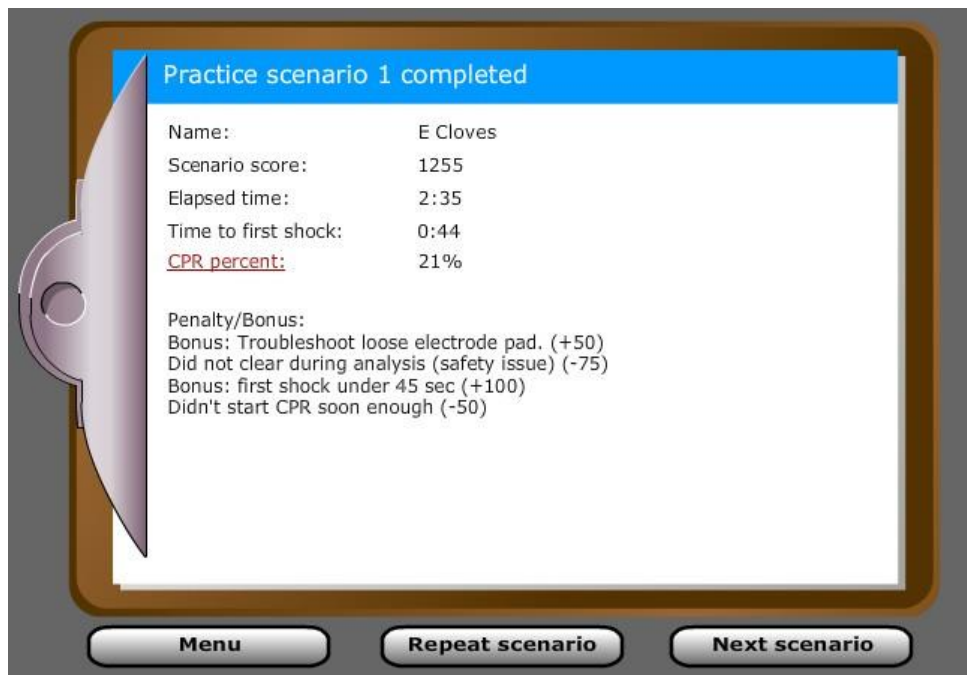 Practice scenario 1 completed
Name: E Cloves
Scenario score: 1255
Elapsed time: 2:35
Time to first shock: 0:44
CPR percent: 21%
Penalty/Bonus:
Bonus: Troubleshoot loose electrode pad. (+50)
Did not clear during analysis (safety issue) (-75)
Bonus: first shock under 45 sec (+100)
Didn't start CPR soon enough (-50)
Menu Repeat scenario Next scenario